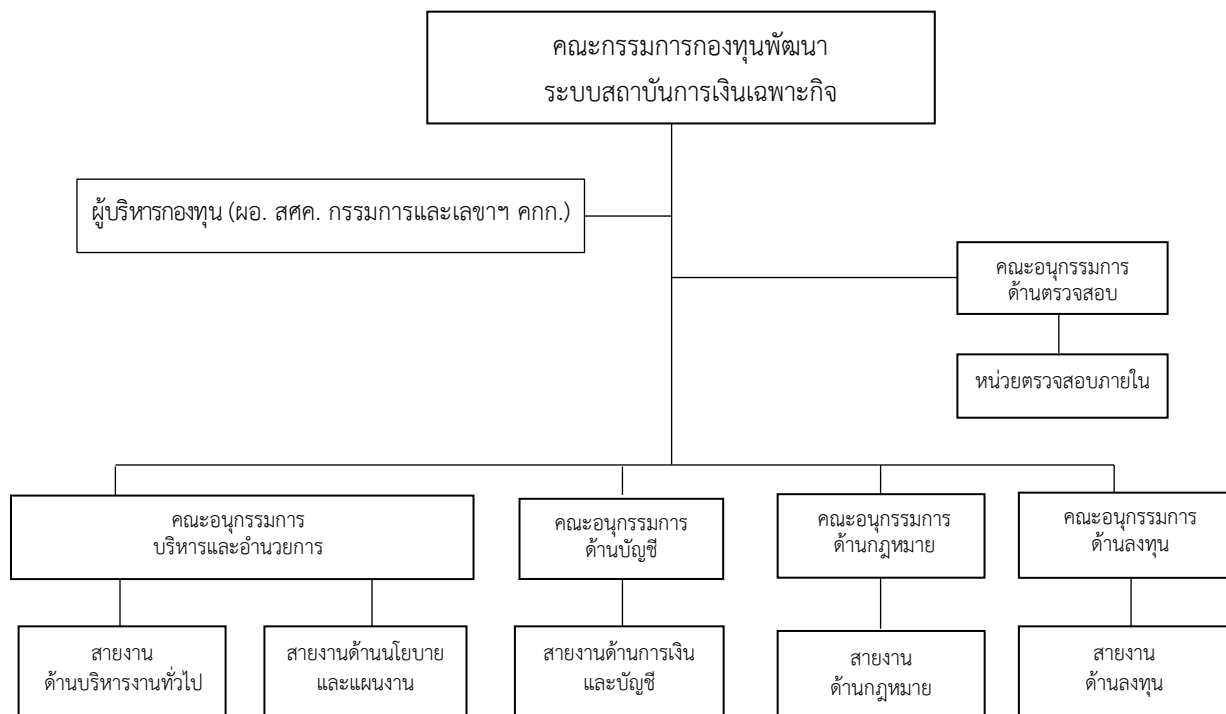 คณะกรรมการกองทุนพัฒนา
ระบบสถาบันการเงินเฉพาะกิจ
ผู้บริหารกองทุน (ผอ. สศค. กรรมการและเลขาฯ คกก.)
คณะอนุกรรมการ
ด้านตรวจสอบ
หน่วยตรวจสอบภายใน
คณะอนุกรรมการ
บริหารและอำนวยการ
คณะอนุกรรมการ
ด้านบัญชี
คณะอนุกรรมการ
ด้านกฎหมาย
คณะอนุกรรมการ
ด้านลงทุน
สายงาน
ด้านบริหารงานทั่วไป
สายงานด้านนโยบาย
และแผนงาน
สายงานด้านการเงิน
และบัญชี
สายงาน
ด้านกฎหมาย
สายงาน
ด้านลงทุน